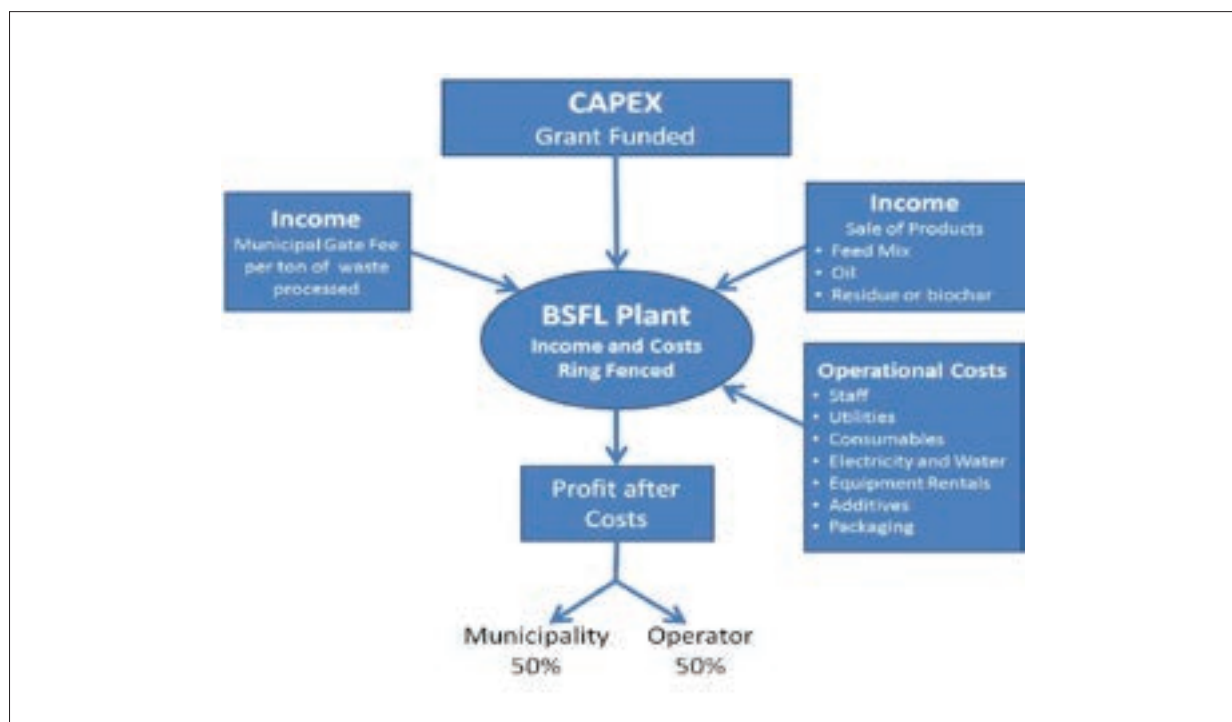 CAPEX
Grant Funded
Income
Municipal Gate Fee
per ton of waste
processed
Income
Sale of Products
• Feed Mix
• Oil
• Residue or biochar
BSFL Plant
Income and Costs
Ring Fenced
Operational Costs
• Staff
• Utilities
• Consumables
• Electricity and Water
• Equipment Rentals
• Additives
• Packaging
Profit after
Costs
Municipality
50%
Operator
50%